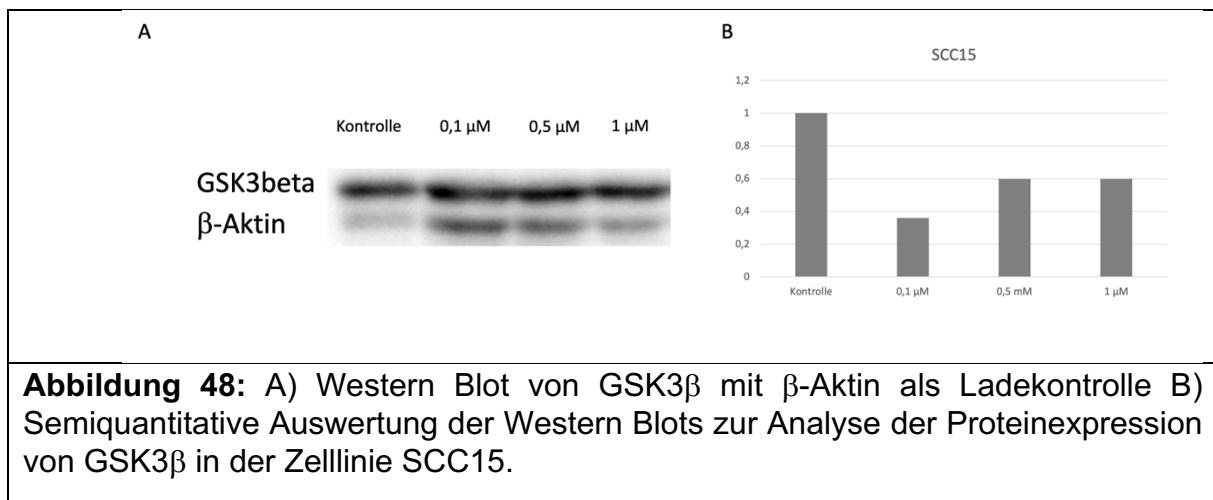 A
Kontrolle 0,1 µM 0,5 µM 1 µM
GSK3beta
β-Aktin
B
SCC15
1,2
1
0,8
0,6
0,4
0,2
0
Kontrolle 0,1 µM 0,5 mM 1 µM
Abbildung 48: A) Western Blot von GSK3β mit β-Aktin als Ladekontrolle B)
Semiquantitative Auswertung der Western Blots zur Analyse der Proteinexpression
von GSK3β in der Zelllinie SCC15.